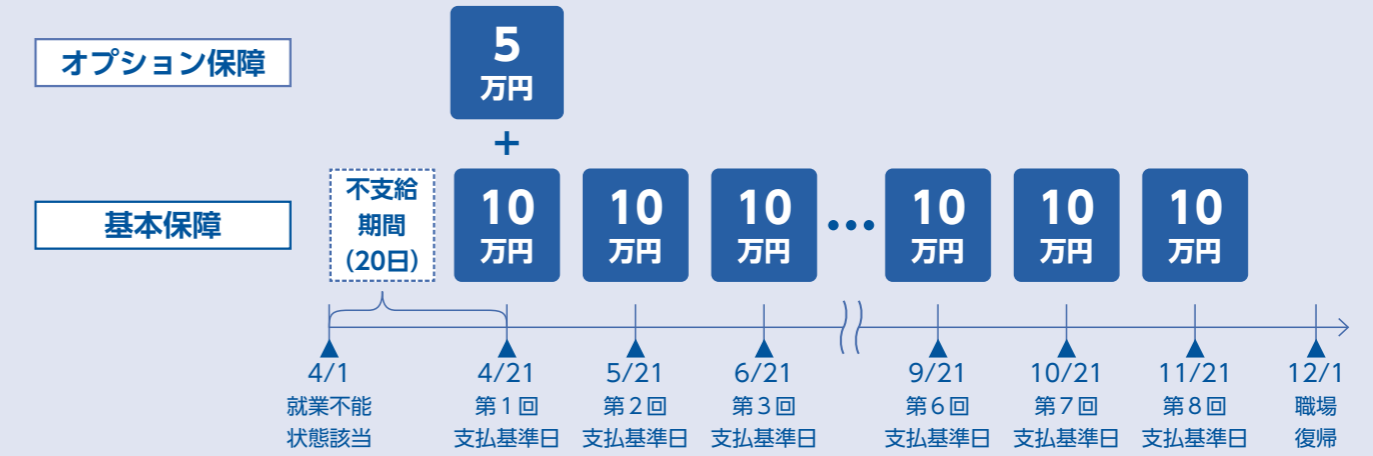 オプション保障
5
万円
+
基本保障
不支給
期間
（20日）
10
万円
10
万円
10
万円
•••
10
万円
10
万円
10
万円
4/1
就業不能
状態該当
4/21
第1回
支払基準日
5/21
第2回
支払基準日
6/21
第3回
支払基準日
9/21
第6回
支払基準日
10/21
第7回
支払基準日
11/21
第8回
支払基準日
12/1
職場
復帰